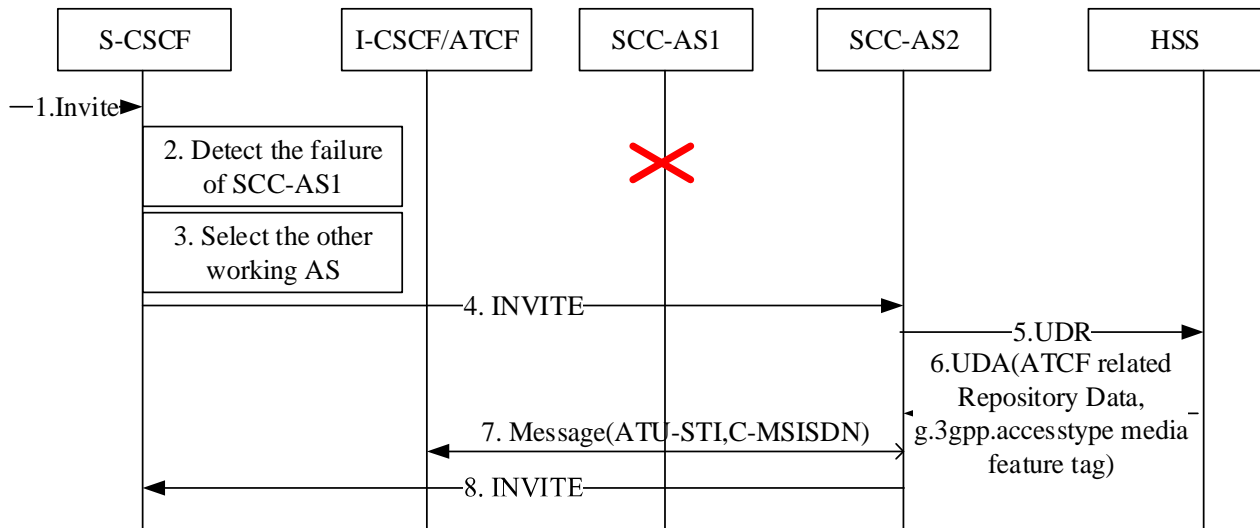 S-CSCF
I-CSCF/ATCF
SCC-AS1
SCC-AS2
HSS
1.Invite
2. Detect the failure
of SCC-AS1
3. Select the other
working AS
4. INVITE
5.UDR
6.UDA(ATCF related
Repository Data,
g.3gpp.accesstype media
feature tag)
7. Message(ATU-STI,C-MSISDN)
8. INVITE